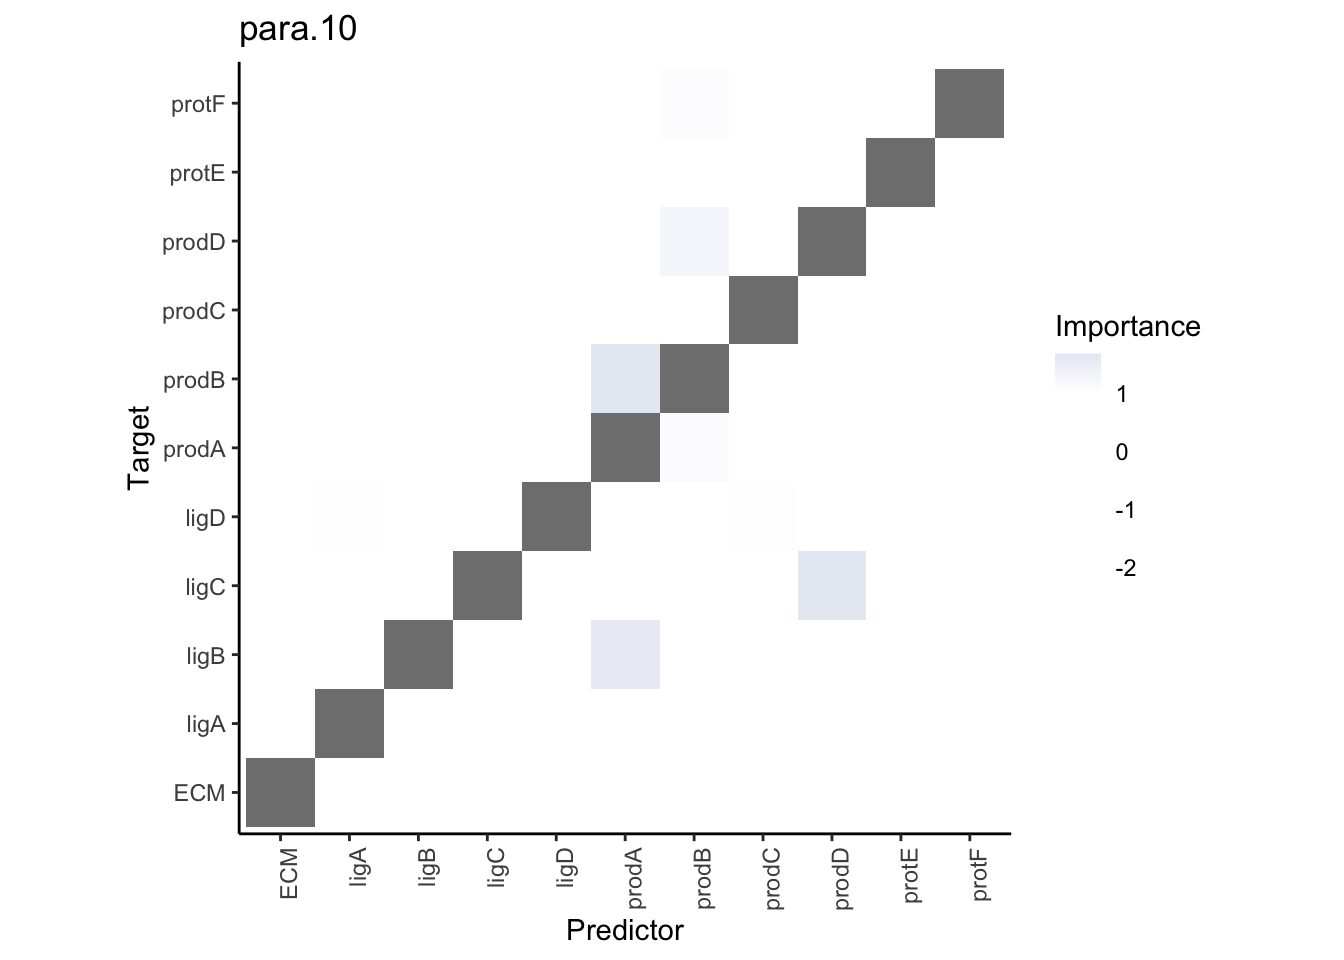 para.10
protF
protE
prodD
prodC
prodB
prodA
ligD
ligC
ligB
ligA
ECM
Target
ECM
ligA
ligB
ligC
ligD
prodA
prodB
prodC
prodD
protE
protF
Predictor
Importance
1
0
-1
-2